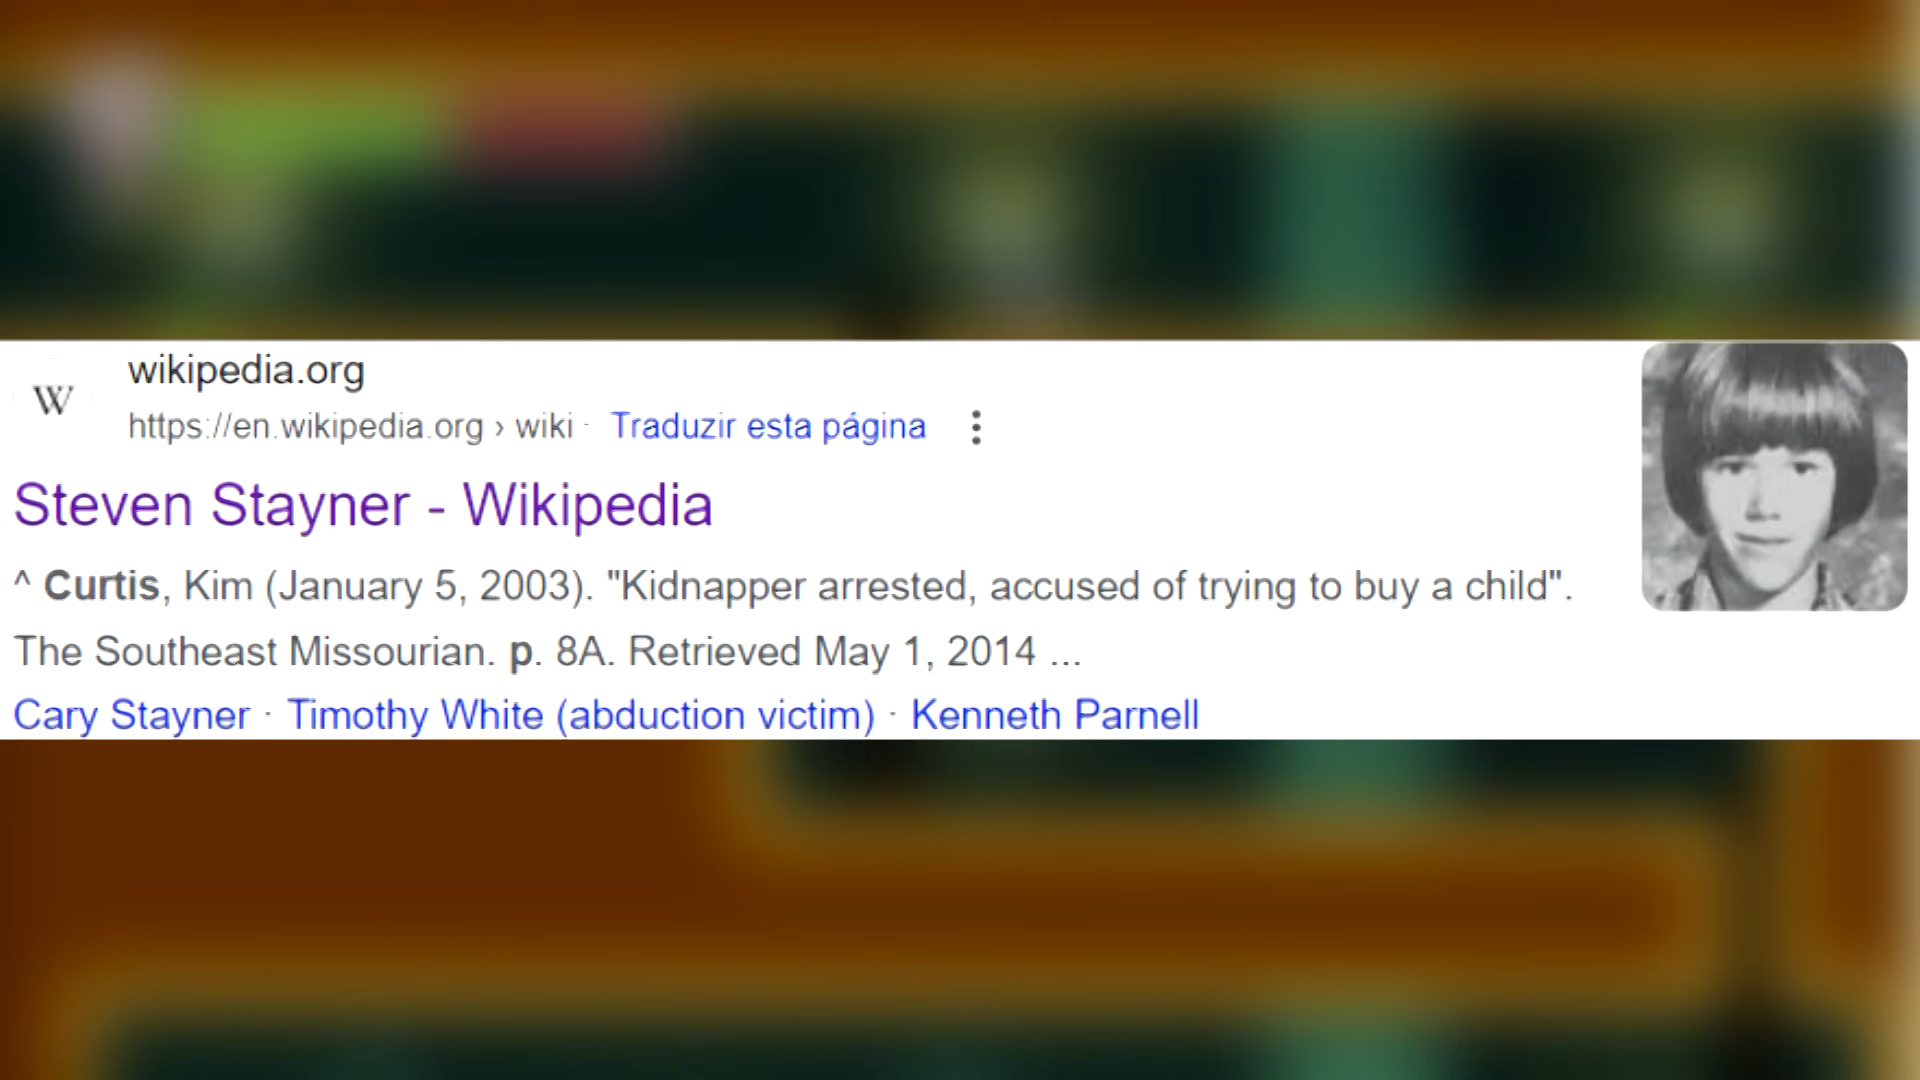 W
wikipedia.org
https://en.wikipedia.org › wiki · Traduzir esta página
Steven Stayner - Wikipedia
^ Curtis, Kim (January 5, 2003). "Kidnapper arrested, accused of trying to buy a child".
The Southeast Missourian. p. 8A. Retrieved May 1, 2014 ...
Cary Stayner · Timothy White (abduction victim) · Kenneth Parnell